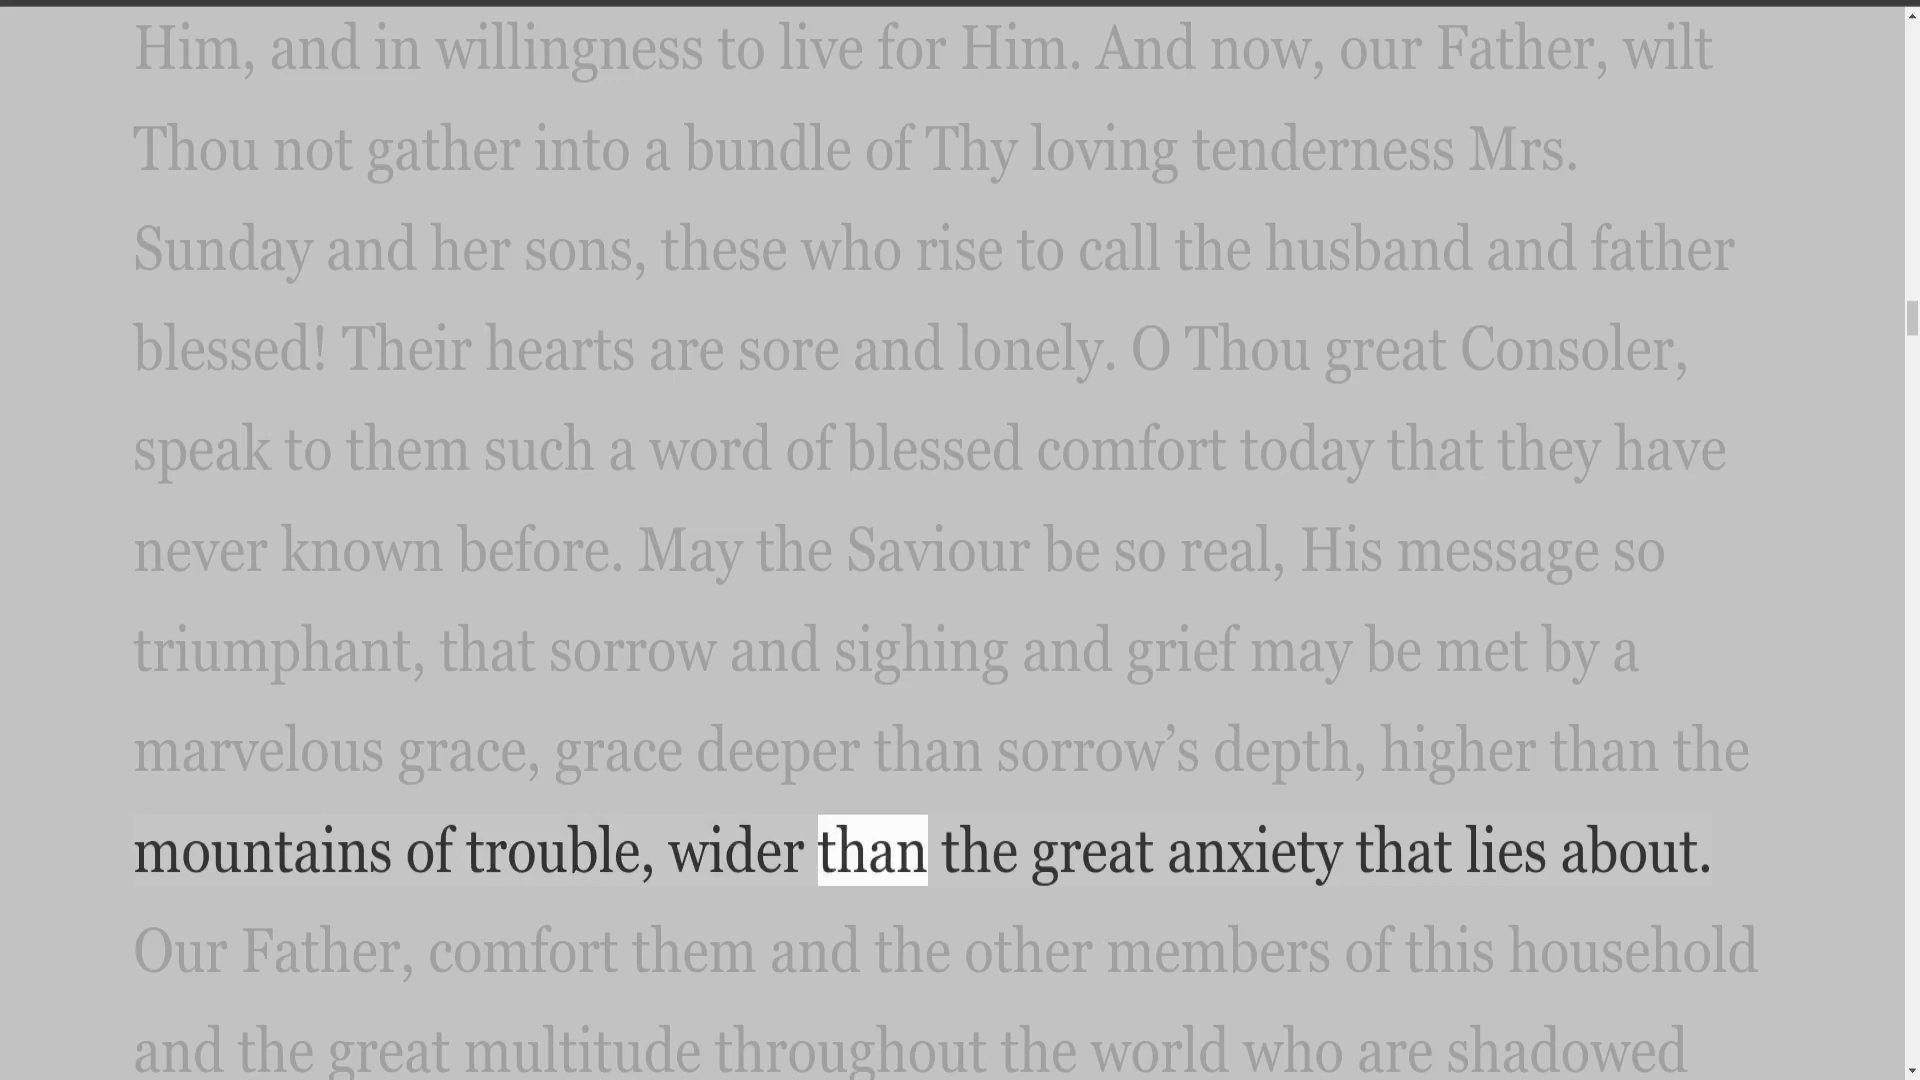 Him, and in willingness to live for Him. And now, our Father, wilt
Thou not gather into a bundle of Thy loving tenderness Mrs.
Sunday and her sons, these who rise to call the husband and father
blessed! Their hearts are sore and lonely. O Thou great Consoler,
speak to them such a word of blessed comfort today that they have
never known before. May the Saviour be so real, His message so
triumphant, that sorrow and sighing and grief may be met by a
marvelous grace, grace deeper than sorrow’s depth, higher than the
mountains of trouble, wider than the great anxiety that lies about.
Our Father, comfort them and the other members of this household
and the great multitude throughout the world who are shadowed